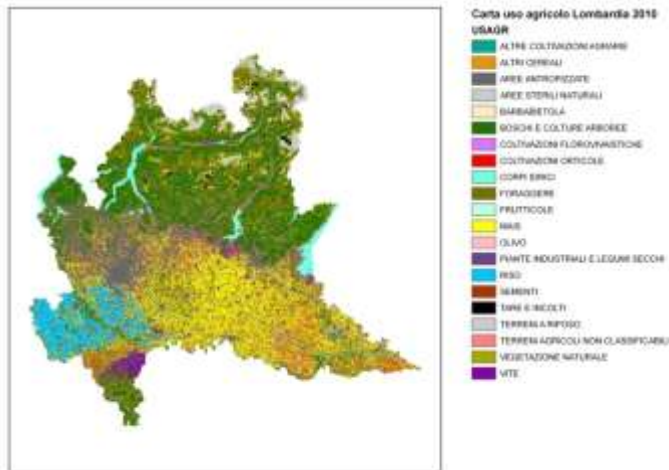 Carta uso agricolo Lombardia 2010
USAGR
ALTRE COLTIVAZIONI AGRARIE
ALTRI CEREALI
AREE ANTROPIZZATE
AREE STERILI NATURALI
BARBABIETOLA
BOSCHI E COLTURE ARBOREE
COLTIVAZIONI FLOROVIVAISTICHE
COLTIVAZIONI ORTICOLE
CORPI IDRICI
FORAGGERE
FRUTTICOLE
MAIS
OLIVO
PIANTE INDUSTRIALI E LEGUMI SECCHI
RISO
SEMENTI
TARE E INCOLTI
TERRENI A RIPOSO
TERRENI AGRICOLI NON CLASSIFICABILI
VEGETAZIONE NATURALE
VITE